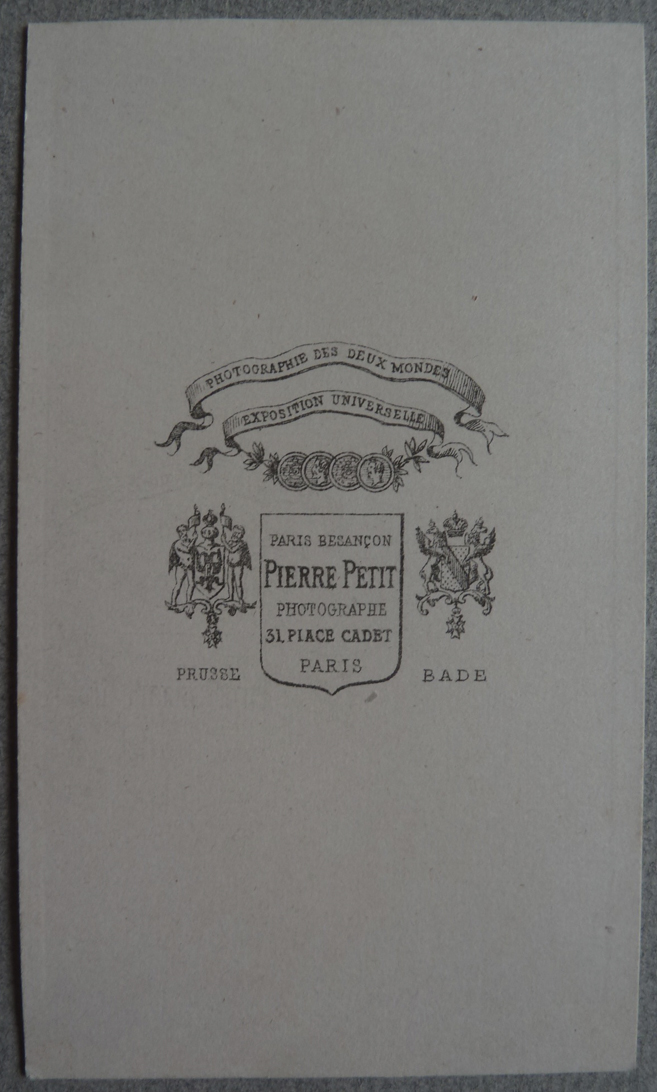 PHOTOGRAPHIE DES DEUX MONDES
EXPOSITION UNIVERSELLE
PARIS BESANÇON
PIERRE PETIT
PHOTOGRAPHE
31, PLACE CADET
PARIS
PRUSSE
BADE